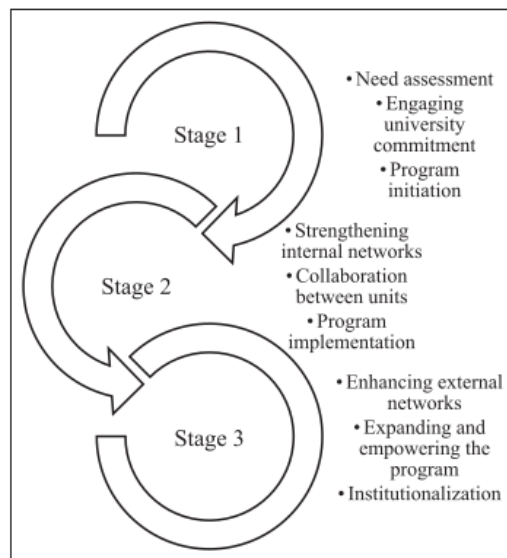 Stage 1
• Need assessment
• Engaging
university
commitment
• Program
initiation
Stage 2
• Strengthening
internal networks
• Collaboration
between units
• Program
implementation
Stage 3
• Enhancing external
networks
• Expanding and
empowering the
program
• Institutionalization